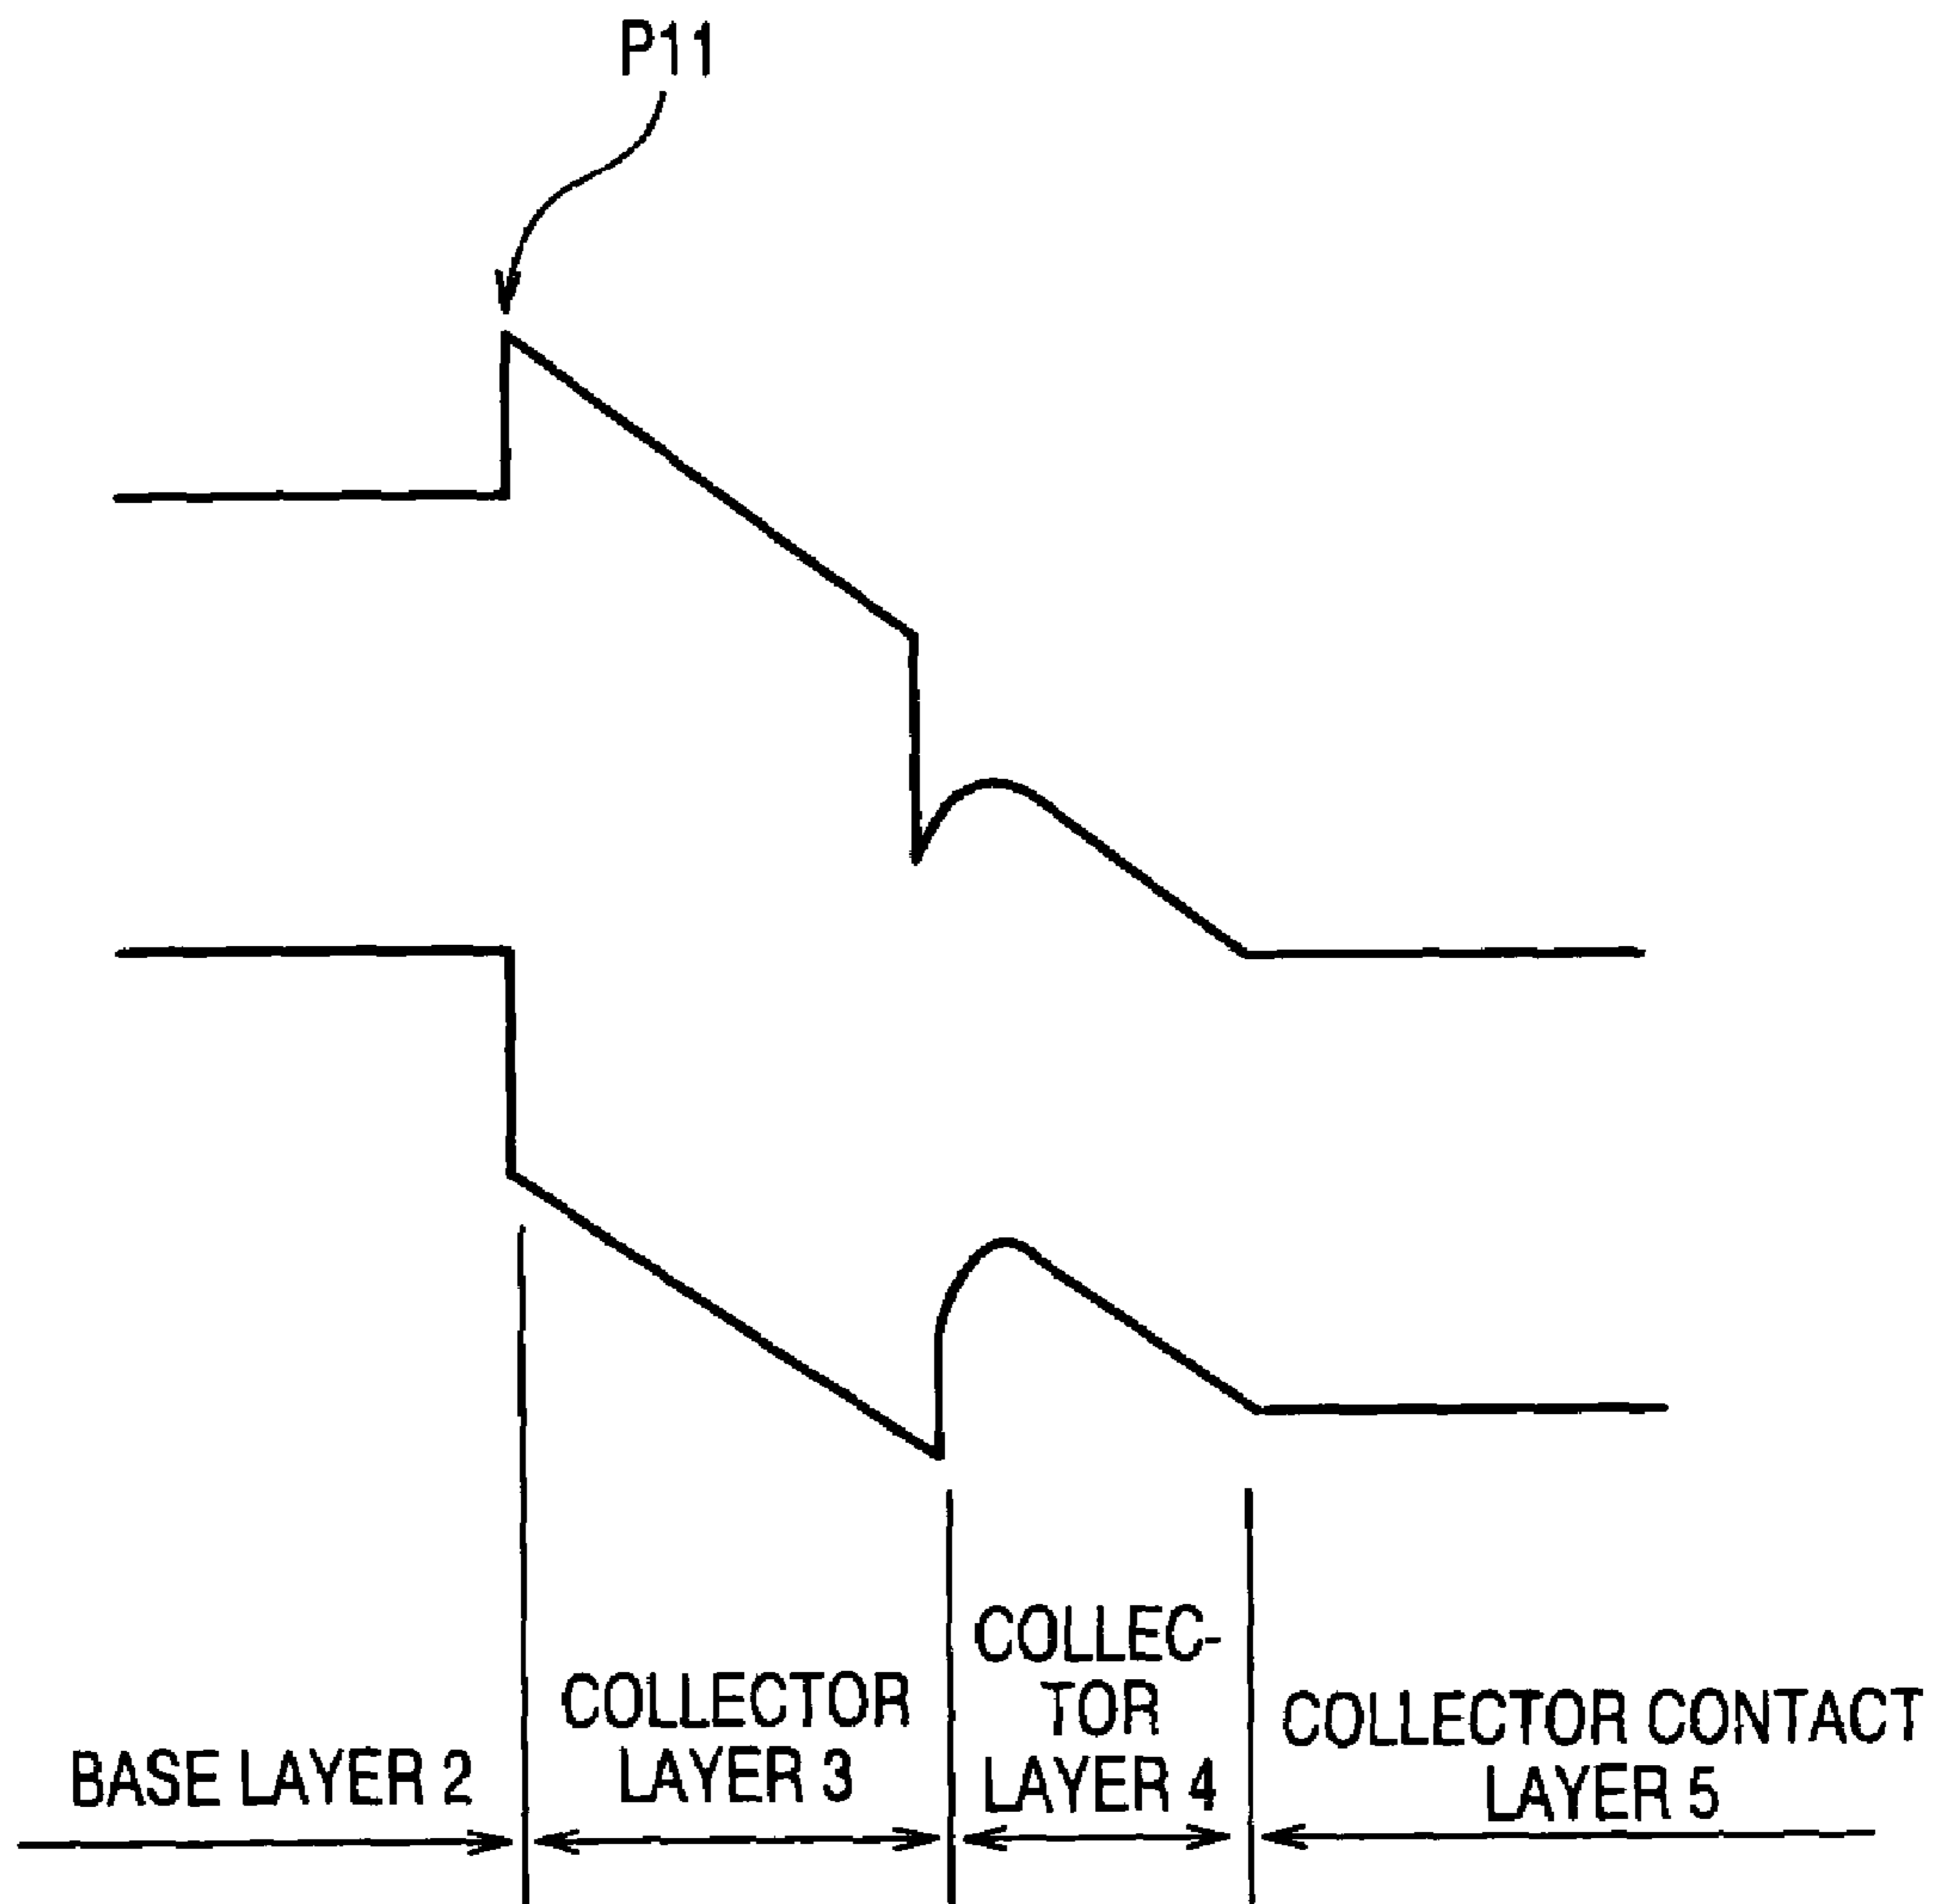 P11
BASE LAYER 2
COLLECTOR
LAYER 3
COLLEC-
TOR
LAYER 4
COLLECTOR CONTACT
LAYER 5